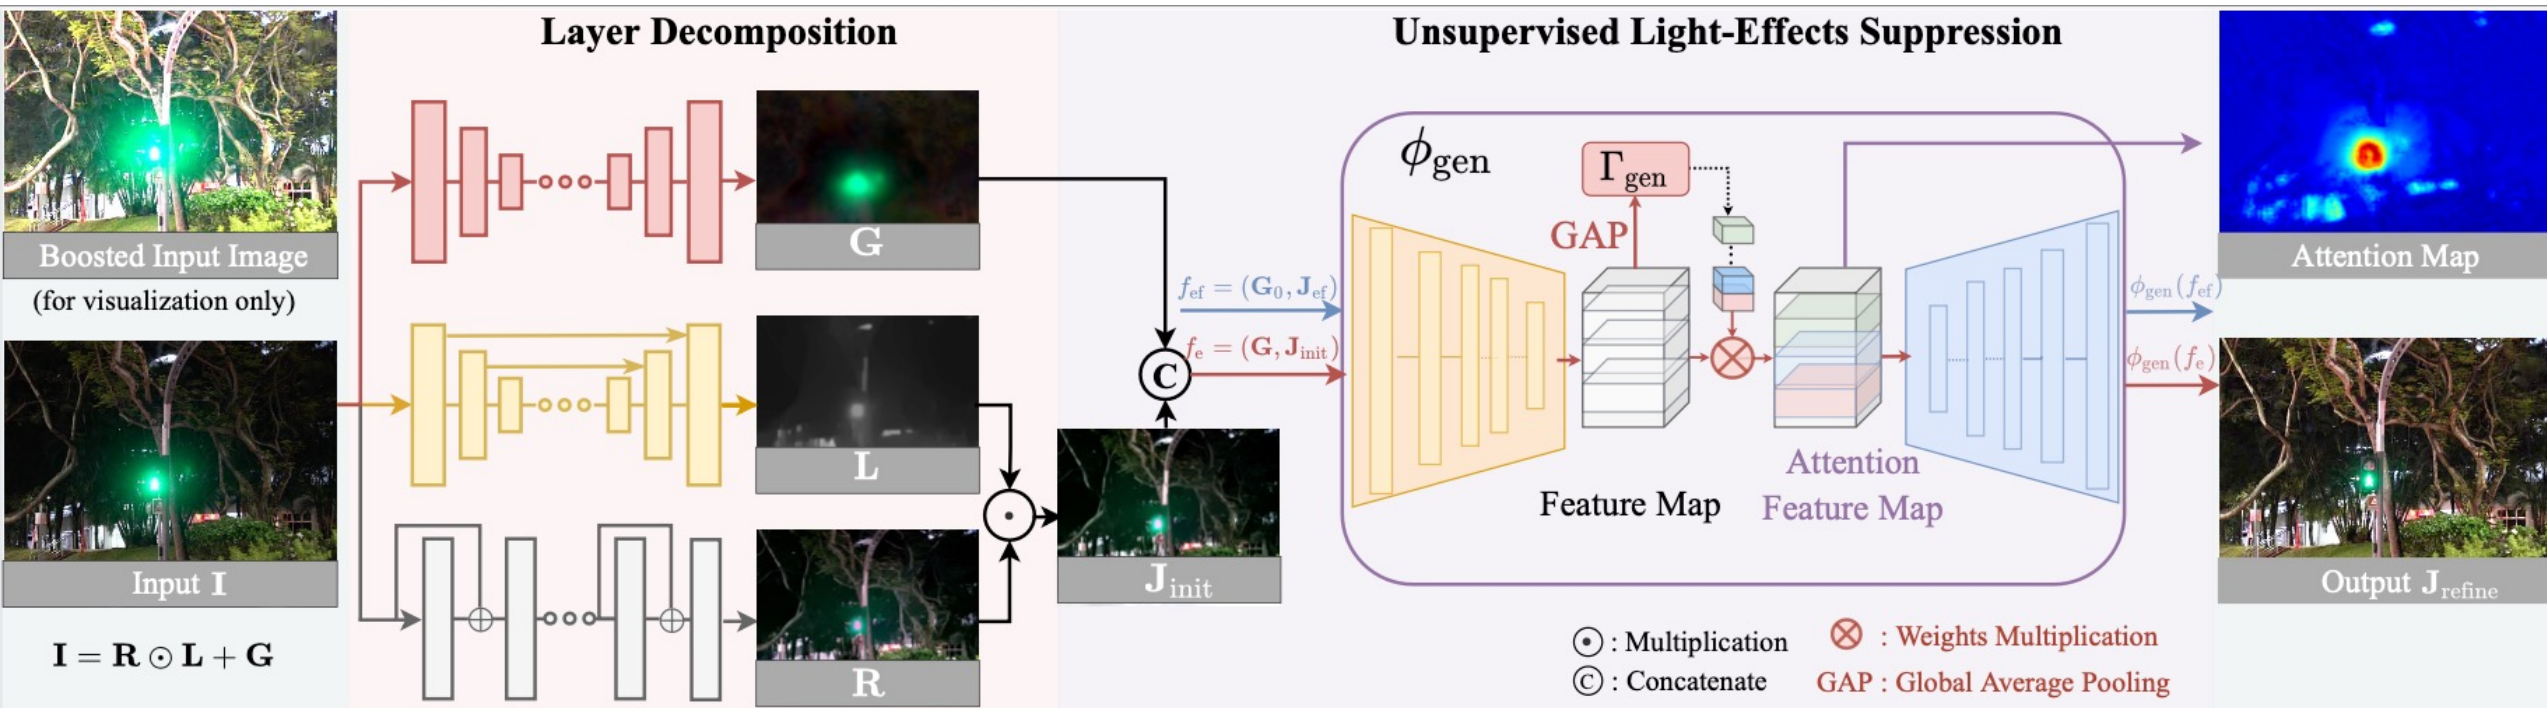 Layer Decomposition
Unsupervised Light-Effects Suppression
Boosted Input Image
(for visualization only)
Input I
I = R ⊙ L + G
G
L
R
C
J_init
f_ef = (G_0, J_ef)
f_e = (G, J_init)
ϕ_gen
Γ_gen
GAP
Feature Map
Attention
Feature Map
Attention Map
ϕ_gen(f_ef)
ϕ_gen(f_e)
Output J_refine
⊙ : Multiplication
Ⓒ : Concatenate
⊗ : Weights Multiplication
GAP : Global Average Pooling